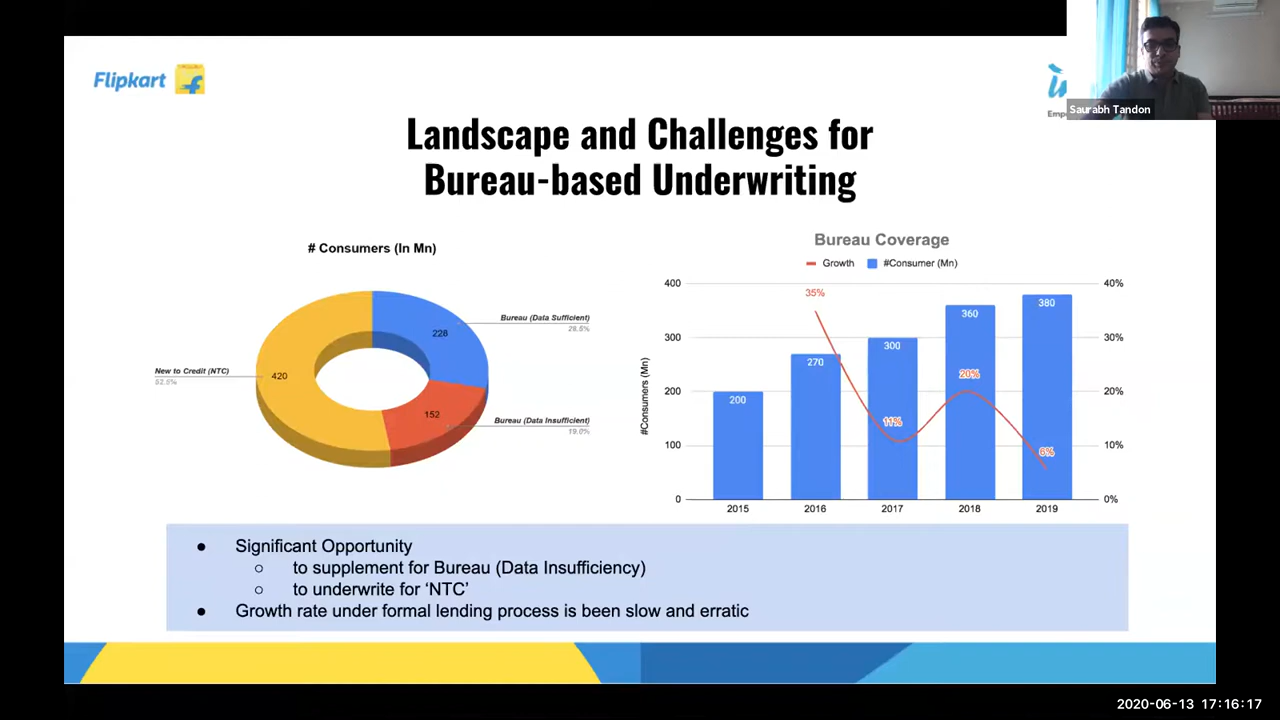 Flipkart
Saurabh Tandon
Landscape and Challenges for
Bureau-based Underwriting
# Consumers (In Mn)
Bureau (Data Sufficient)
28.5%
228
New to Credit (NTC)
52.5%
420
152
Bureau (Data Insufficient)
19.0%
Bureau Coverage
Growth
#Consumer (Mn)
#Consumers (Mn)
400
300
200
100
0
40%
30%
20%
10%
0%
35%
11%
20%
6%
200
270
300
360
380
2015
2016
2017
2018
2019
● Significant Opportunity
○ to supplement for Bureau (Data Insufficiency)
○ to underwrite for ‘NTC’
● Growth rate under formal lending process is been slow and erratic
2020-06-13 17:16:17